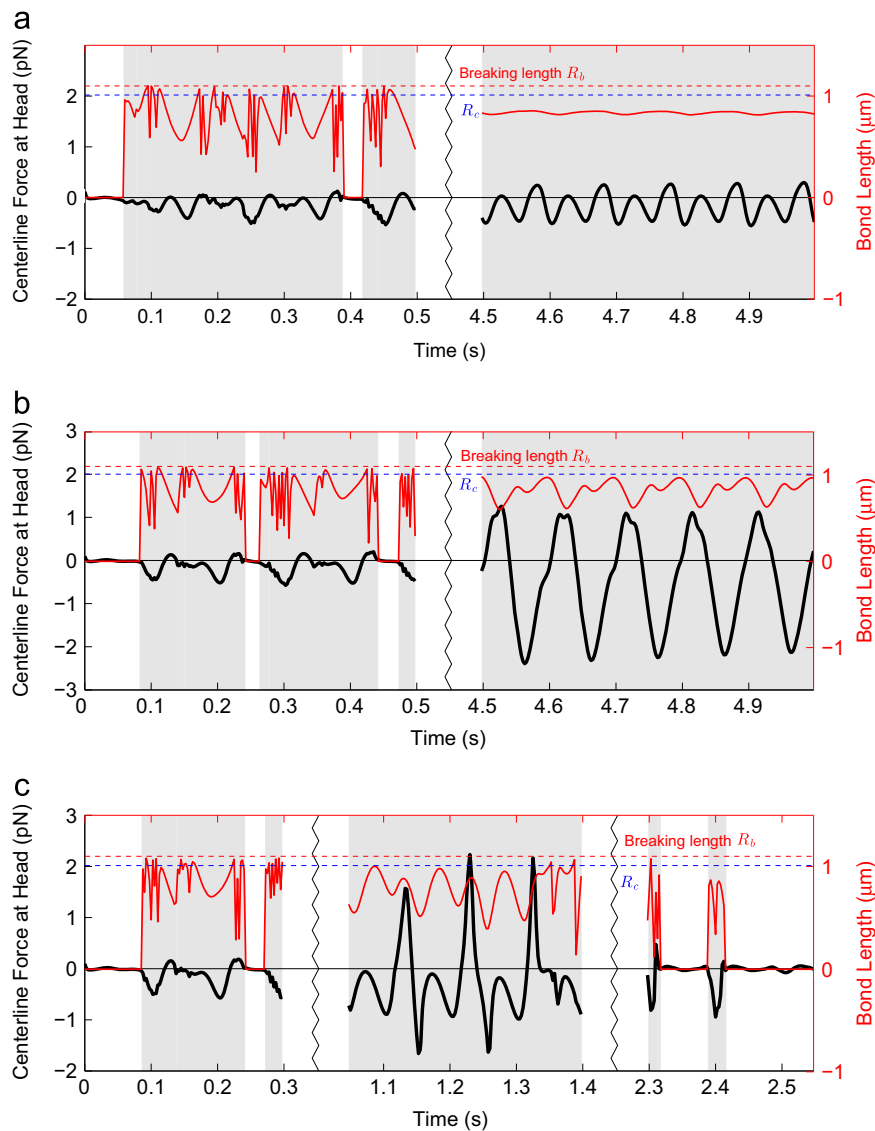 a
Centerline Force at Head (pN)
2
1
0
−1
−2
Breaking length R_b
R_c
1
0
−1
Bond Length (μm)
0 0.1 0.2 0.3 0.4 0.5 4.5 4.6 4.7 4.8 4.9
Time (s)
b
Centerline Force at Head (pN)
3
2
1
0
−1
−2
−3
Breaking length R_b
R_c
1
0
−1
Bond Length (μm)
0 0.1 0.2 0.3 0.4 0.5 4.5 4.6 4.7 4.8 4.9
Time (s)
c
Centerline Force at Head (pN)
3
2
1
0
−1
−2
Breaking length R_b
R_c
1
0
−1
Bond Length (μm)
0 0.1 0.2 0.3 1.1 1.2 1.3 1.4 2.3 2.4 2.5
Time (s)